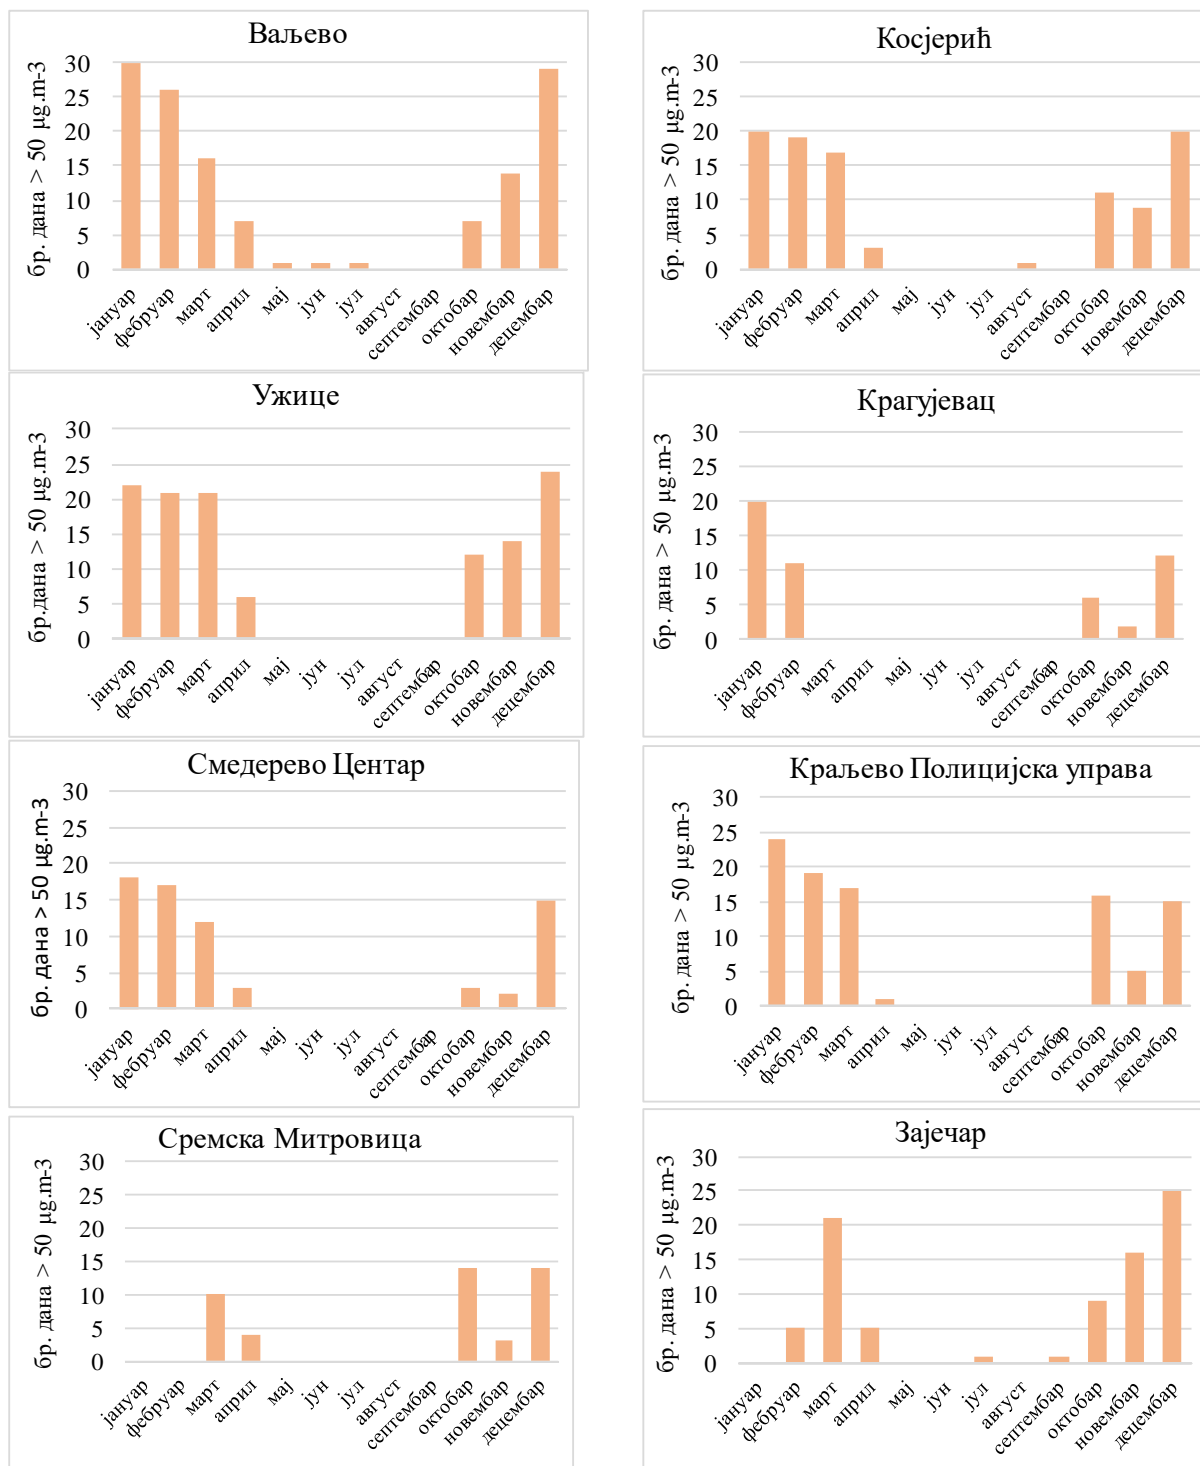 Ваљево
бр. дана > 50 µg.m-3
30
25
20
15
10
5
0
јануар
фебруар
март
април
мај
јун
јул
август
септембар
октобар
новембар
децембар
Косјерић
бр. дана > 50 µg.m-3
30
25
20
15
10
5
0
јануар
фебруар
март
април
мај
јун
јул
август
септембар
октобар
новембар
децембар
Ужице
бр.дана > 50 µg.m-3
30
25
20
15
10
5
0
јануар
фебруар
март
април
мај
јун
јул
август
септембар
октобар
новембар
децембар
Крагујевац
бр. дана > 50 µg.m-3
30
25
20
15
10
5
0
јануар
фебруар
март
април
мај
јун
јул
август
септембар
октобар
новембар
децембар
Смедерево Центар
бр. дана > 50 µg.m-3
30
25
20
15
10
5
0
јануар
фебруар
март
април
мај
јун
јул
август
септембар
октобар
новембар
децембар
Краљево Полицијска управа
бр. дана > 50 µg.m-3
30
25
20
15
10
5
0
јануар
фебруар
март
април
мај
јун
јул
август
септембар
октобар
новембар
децембар
Сремска Митровица
бр. дана > 50 µg.m-3
30
25
20
15
10
5
0
јануар
фебруар
март
април
мај
јун
јул
август
септембар
октобар
новембар
децембар
Зајечар
бр. дана > 50 µg.m-3
30
25
20
15
10
5
0
јануар
фебруар
март
април
мај
јун
јул
август
септембар
октобар
новембар
децембар